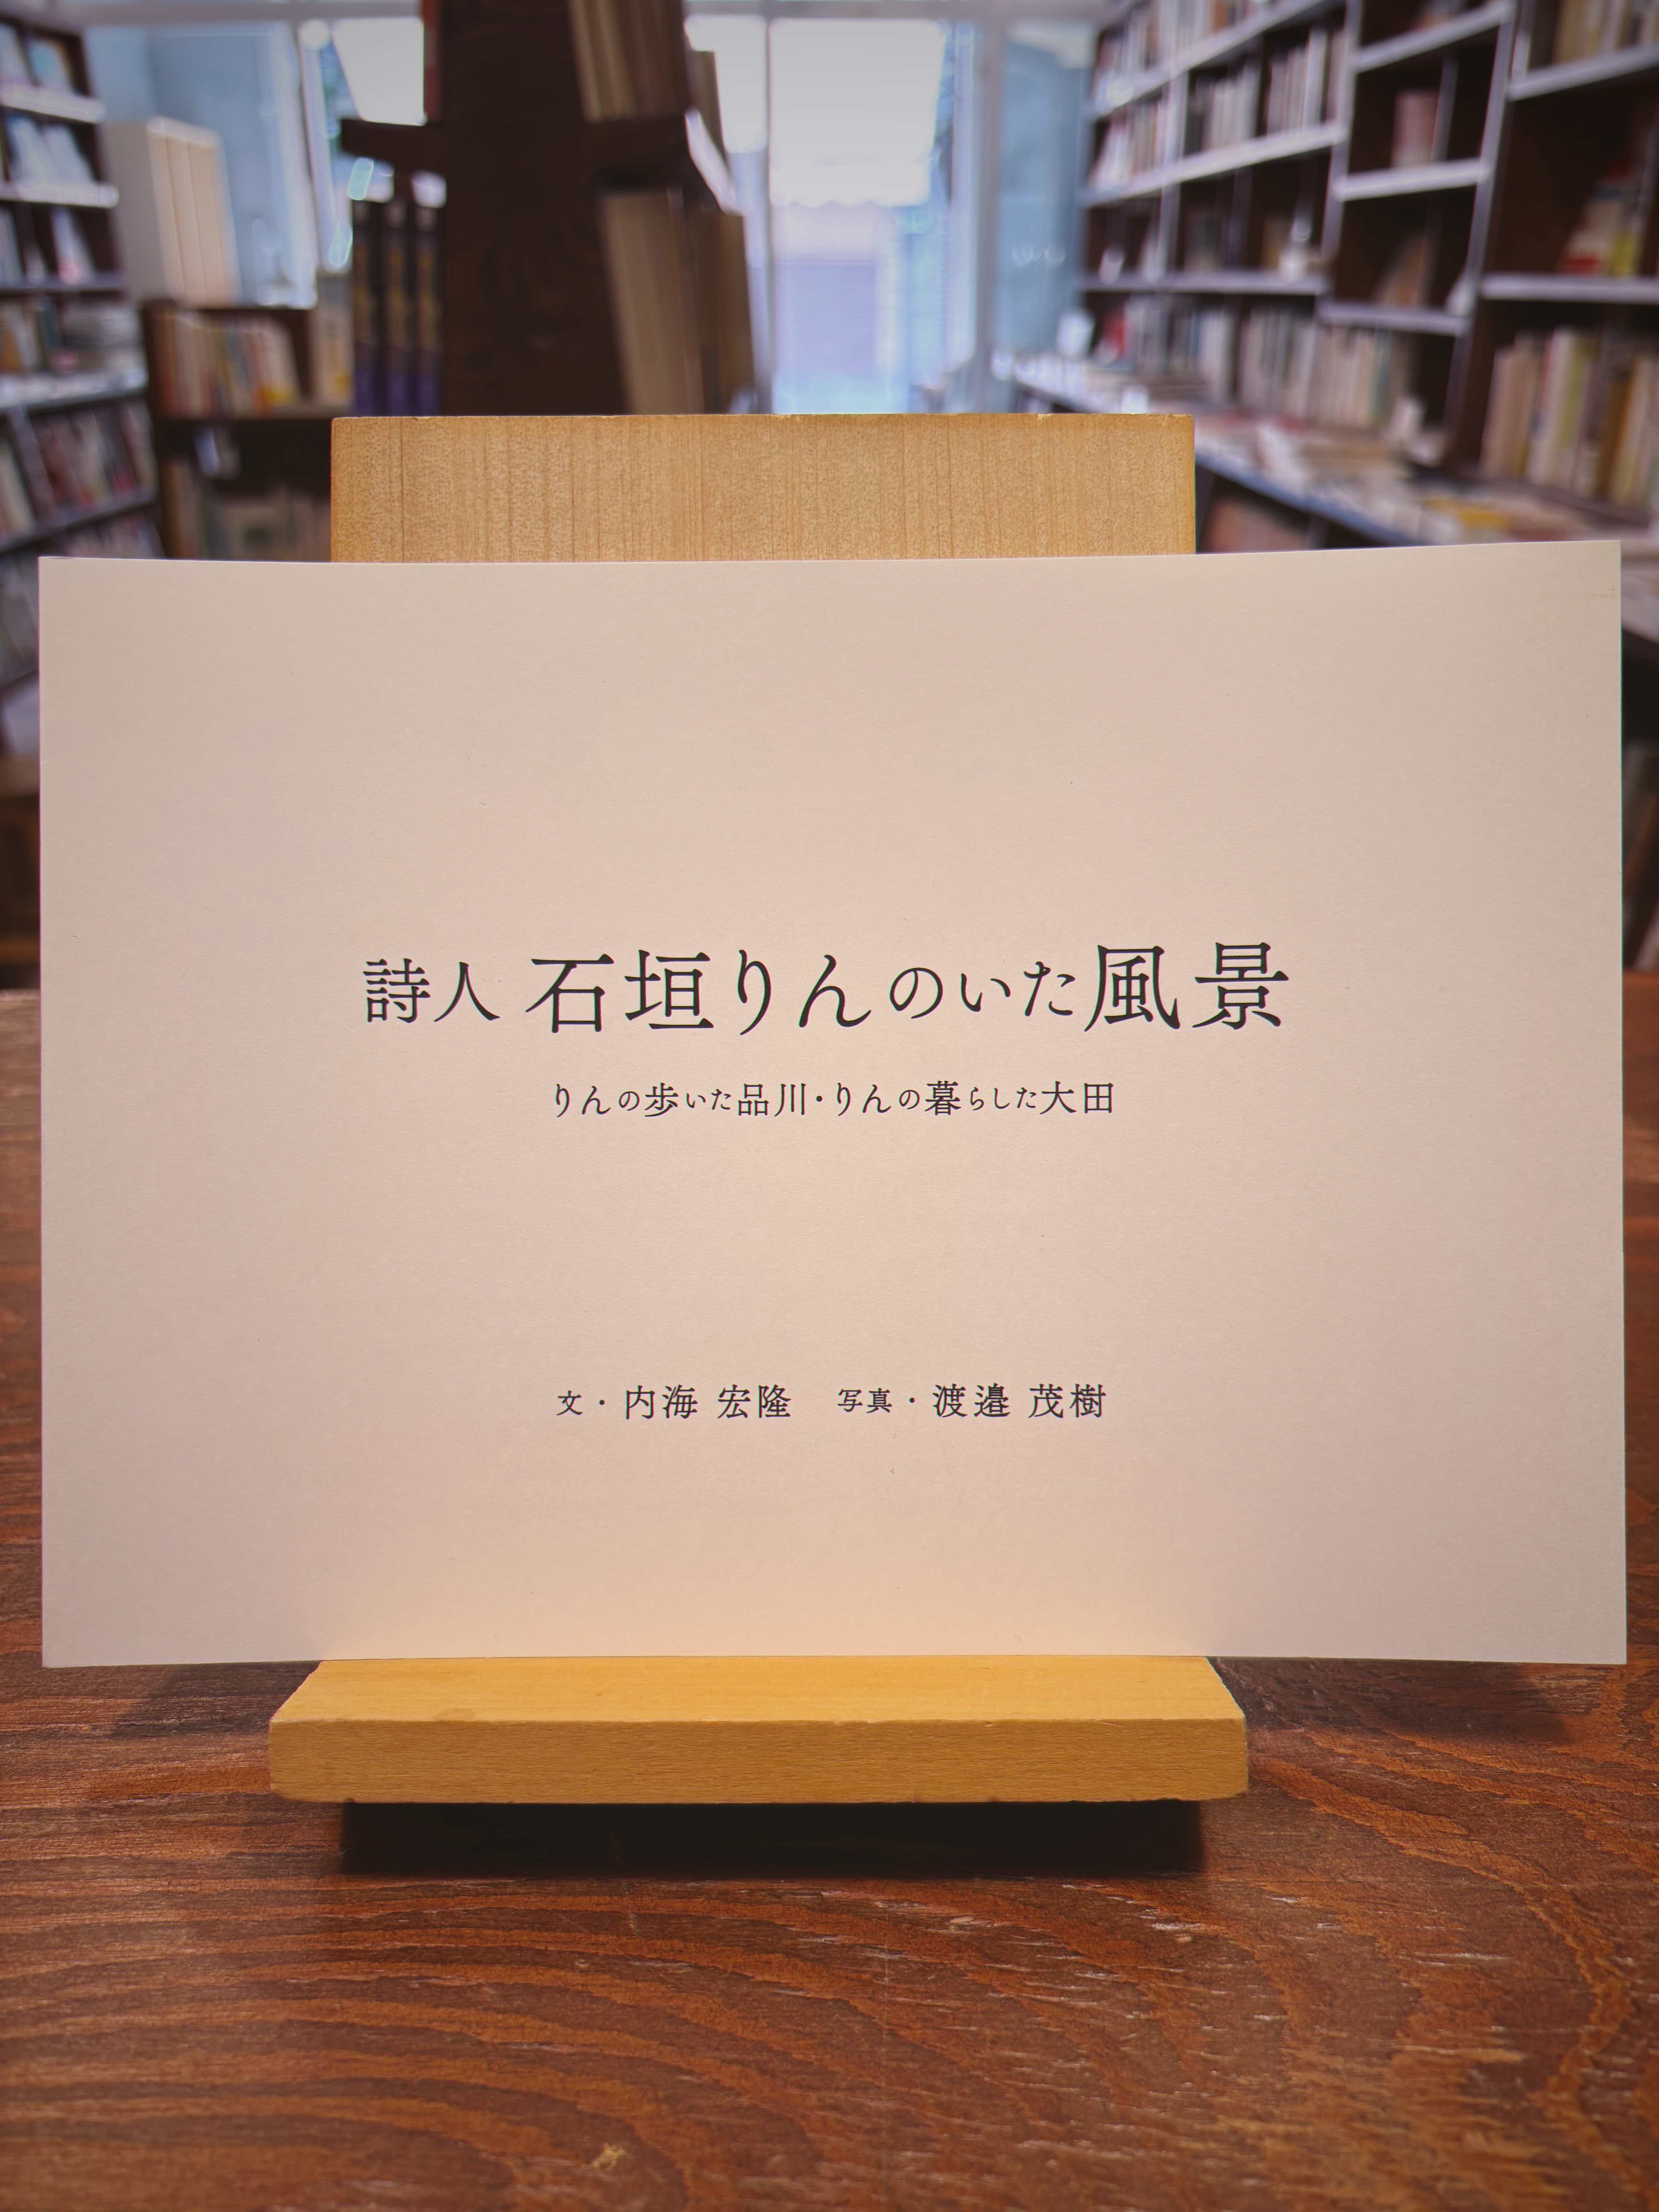 詩人 石垣りんのいた風景
りんの歩いた品川・りんの暮らした大田
文・内海 宏隆　写真・渡邉 茂樹